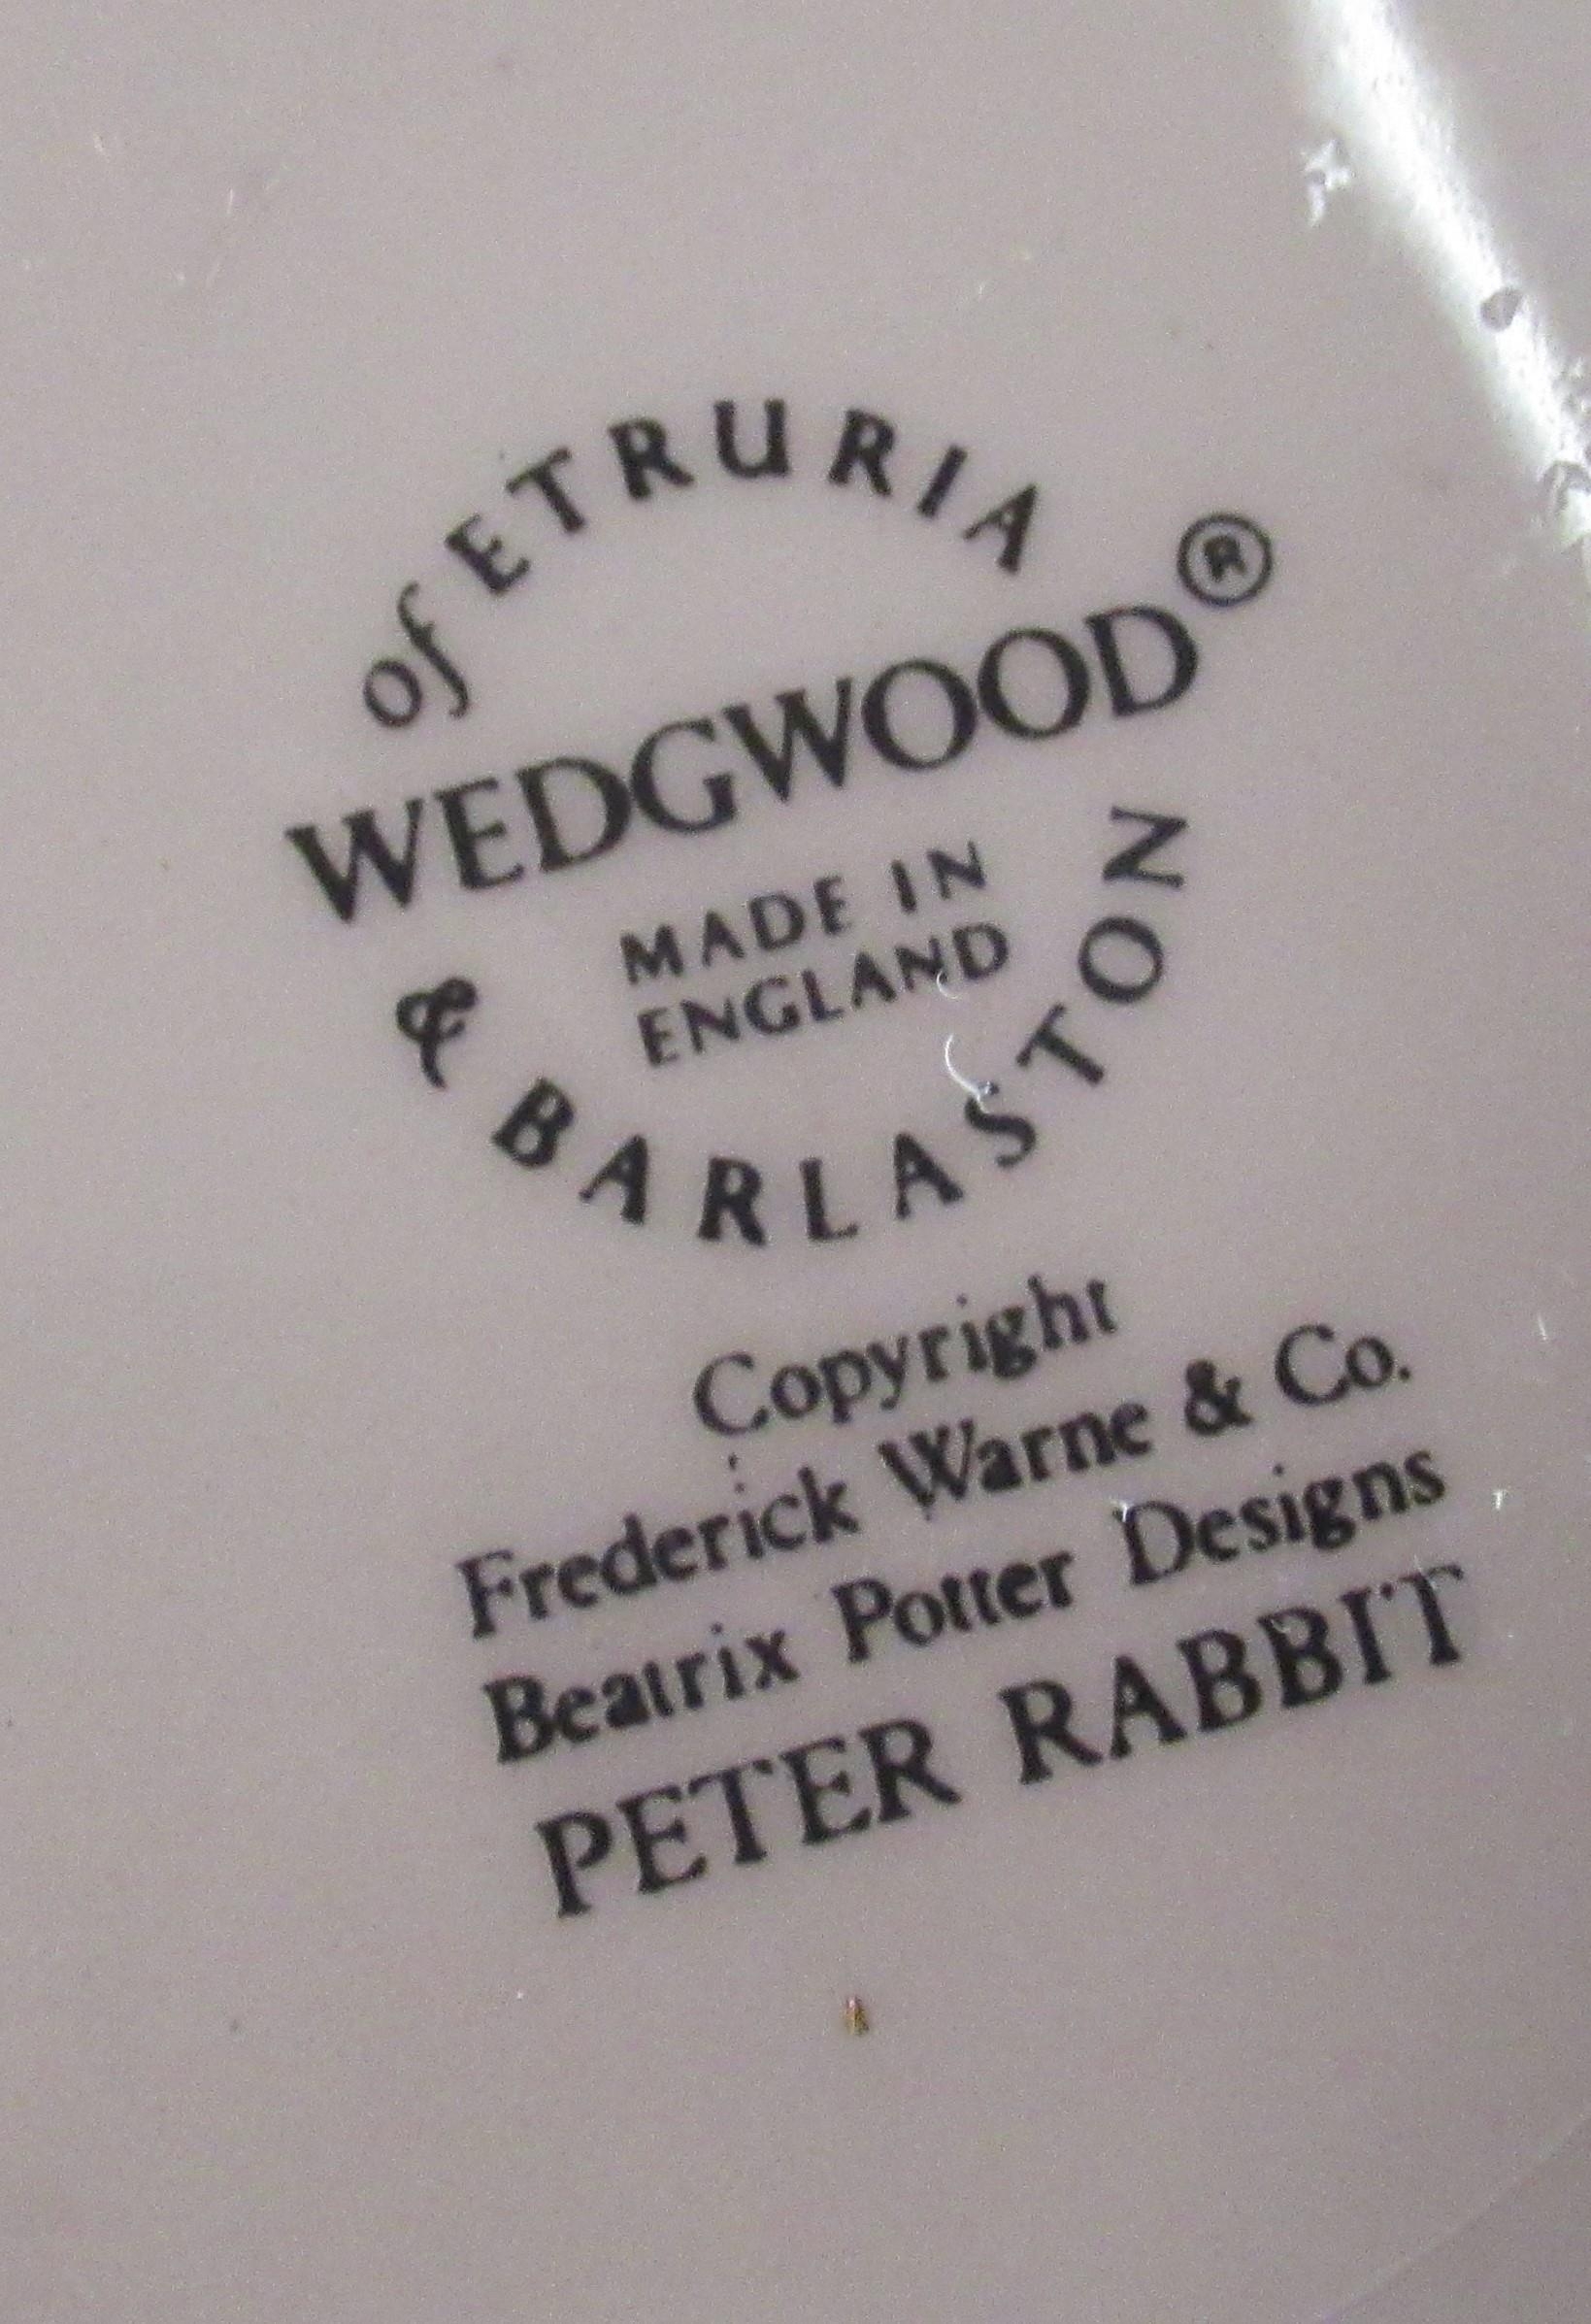 of ETRURIA
WEDGWOOD®
MADE IN
ENGLAND
& BARLASTON
Copyright
Frederick Warne & Co.
Beatrix Potter Designs
PETER RABBIT